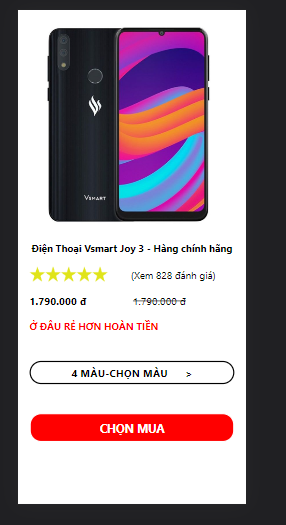 VSMART
Điện Thoại Vsmart Joy 3 - Hàng chính hãng
(Xem 828 đánh giá)
1.790.000 đ 1.790.000 đ
Ở ĐÂU RẺ HƠN HOÀN TIỀN
4 MÀU-CHỌN MÀU >
CHỌN MUA